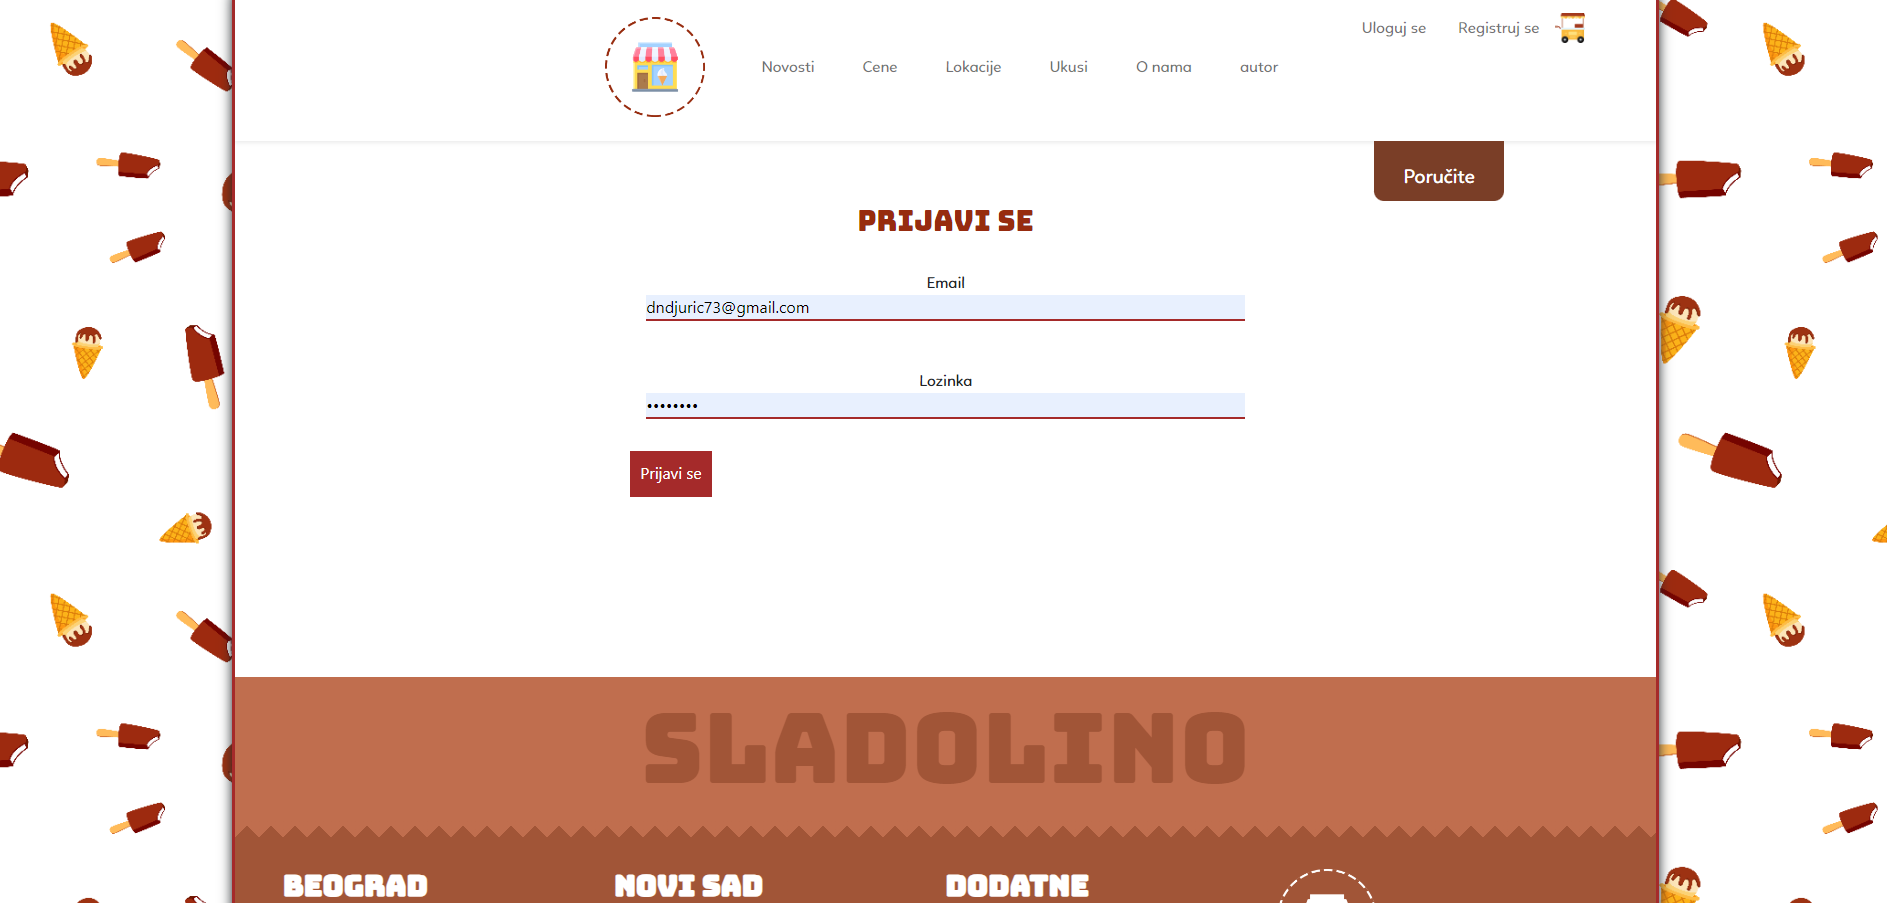 Uloguj se Registruj se
Novosti Cene Lokacije Ukusi O nama autor
Poručite
PRIJAVI SE
Email
dndjuric73@gmail.com
Lozinka
••••••••
Prijavi se
SLADOLINO
BEOGRAD NOVI SAD DODATNE